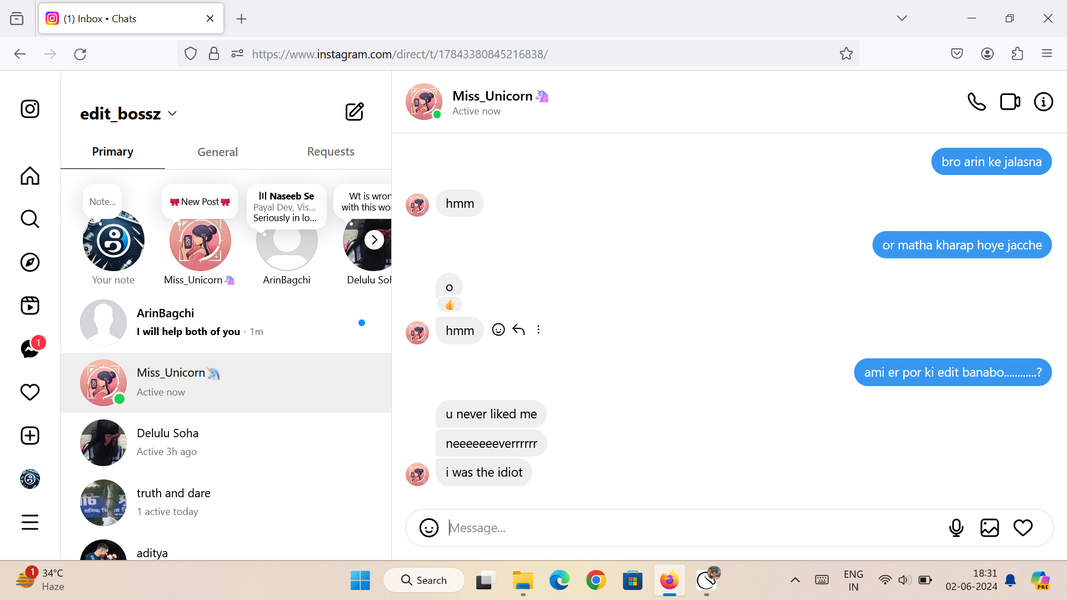 (1) Inbox • Chats
https://www.instagram.com/direct/t/17843380845216838/
edit_bossz
Primary
General
Requests
Note...
🎀New Post🎀
Naseeb Se
Payal Dev, Vis...
Seriously in lo...
Wt is wron
with this wo
Your note
Miss_Unicorn🦄
ArinBagchi
Delulu Soh
ArinBagchi
I will help both of you · 1m
1
Miss_Unicorn🦄
Active now
Delulu Soha
Active 3h ago
truth and dare
1 active today
aditya
Miss_Unicorn🦄
Active now
bro arin ke jalasna
hmm
or matha kharap hoye jacche
o
👍
hmm
ami er por ki edit banabo............?
u never liked me
neeeeeeeverrrrrr
i was the idiot
Message...
1
34°C
Haze
Search
PRE
ENG
IN
18:31
02-06-2024